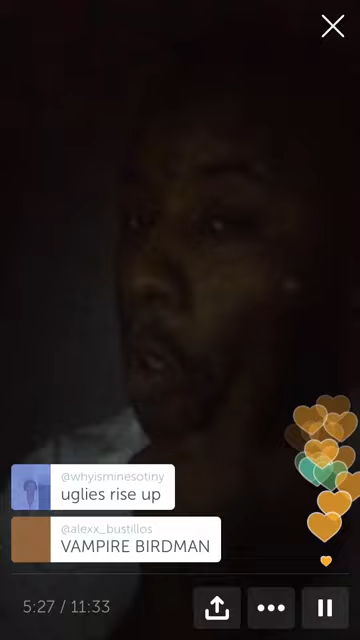 @whyisminesotiny
uglies rise up
@alexx_bustillos
VAMPIRE BIRDMAN
5:27 / 11:33